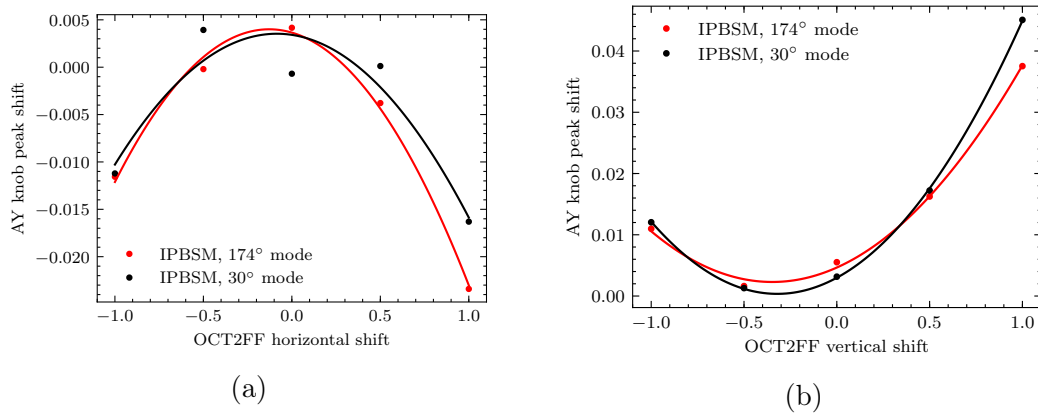 0.005
0.000
−0.005
−0.010
−0.015
−0.020
AY knob peak shift
IPBSM, 174° mode
IPBSM, 30° mode
−1.0 −0.5 0.0 0.5 1.0
OCT2FF horizontal shift
(a)
0.04
0.03
0.02
0.01
0.00
AY knob peak shift
IPBSM, 174° mode
IPBSM, 30° mode
−1.0 −0.5 0.0 0.5 1.0
OCT2FF vertical shift
(b)